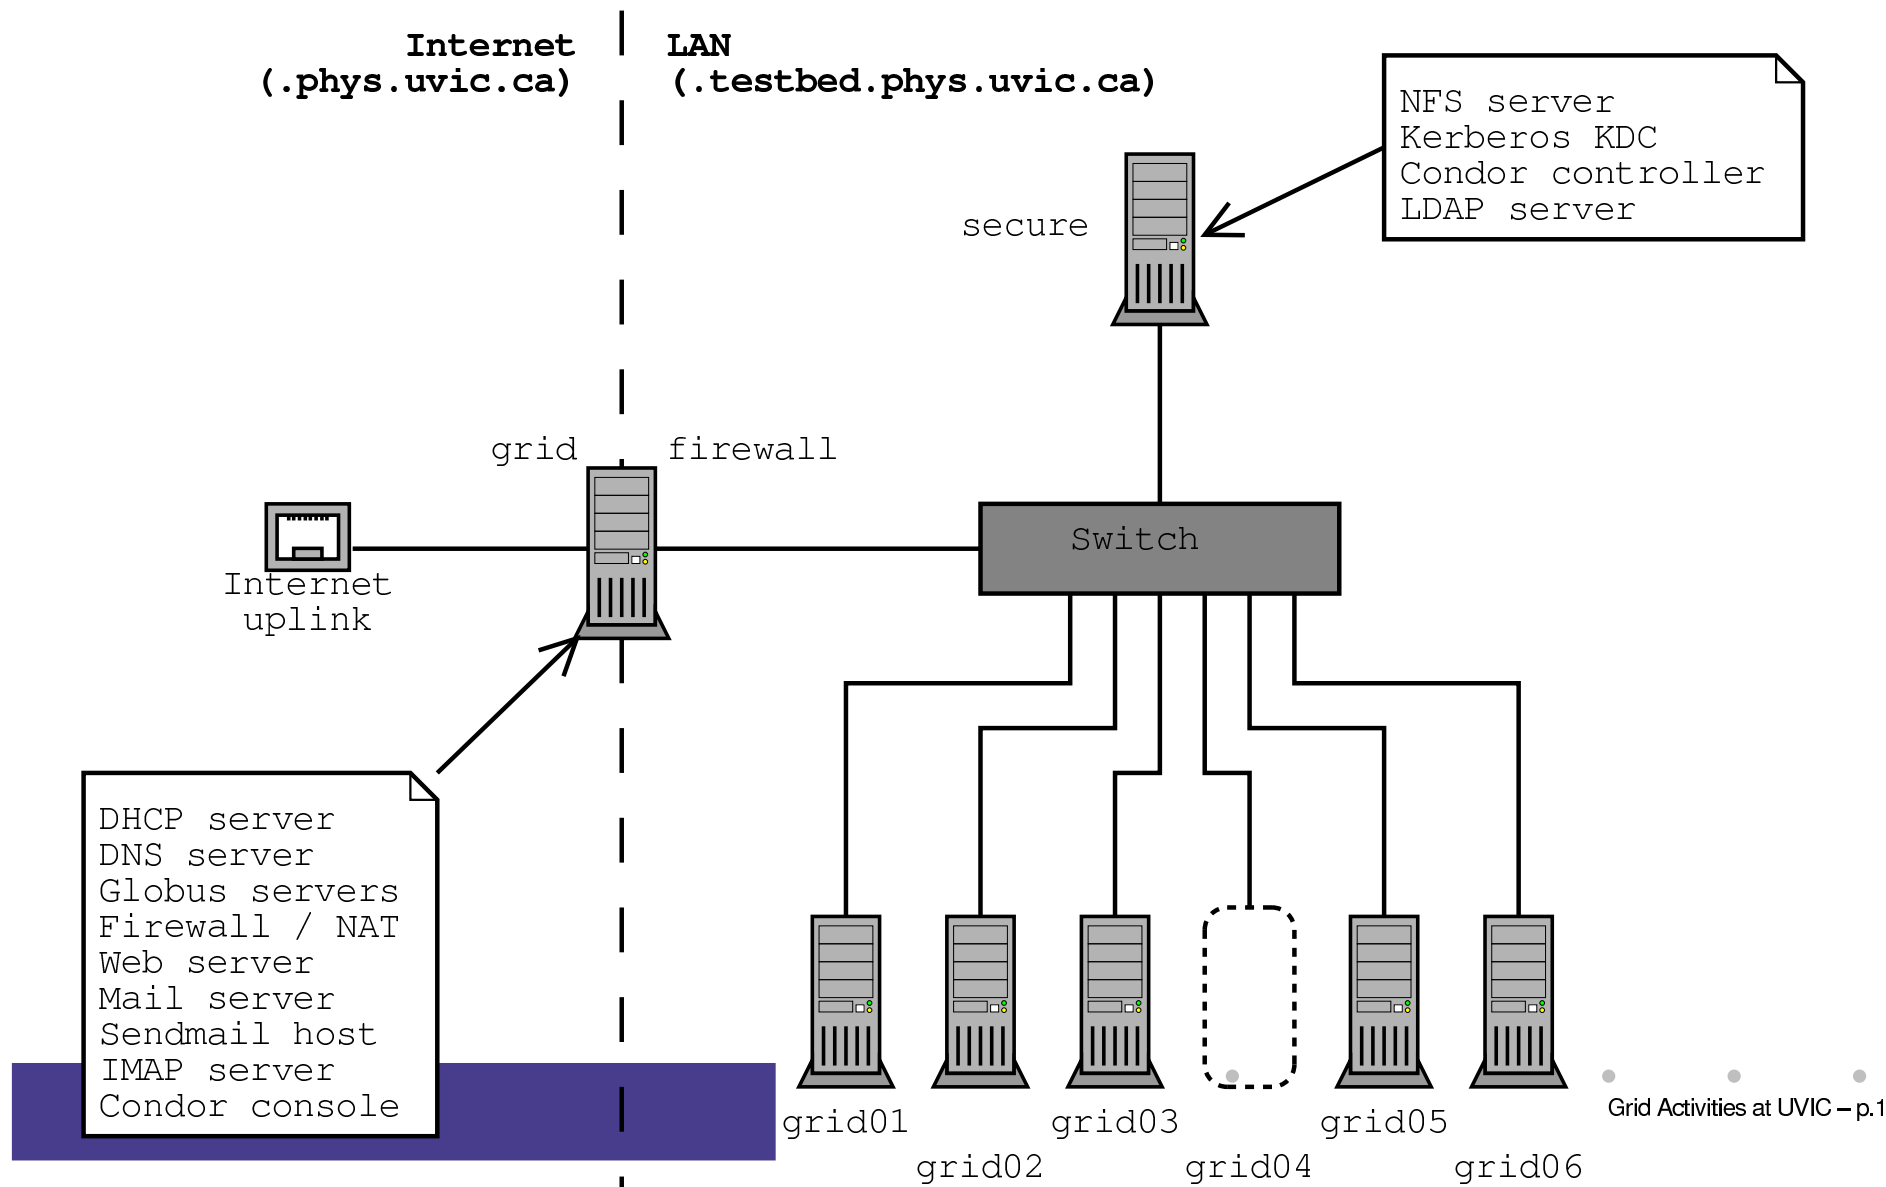 Internet
(.phys.uvic.ca)
LAN
(.testbed.phys.uvic.ca)
NFS server
Kerberos KDC
Condor controller
LDAP server
secure
grid
firewall
Switch
Internet
uplink
DHCP server
DNS server
Globus servers
Firewall / NAT
Web server
Mail server
Sendmail host
IMAP server
Condor console
grid01
grid02
grid03
grid04
grid05
grid06
Grid Activities at UVIC – p.1